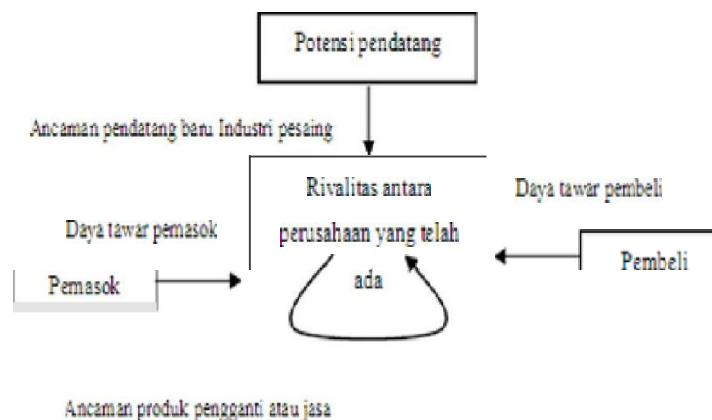 Potensi pendatang
Ancaman pendatang baru Industri pesaing
Rivalitas antara
perusahaan yang telah
ada
Daya tawar pembeli
Daya tawar pemasok
Pembeli
Pemasok
Ancaman produk pengganti atau jasa